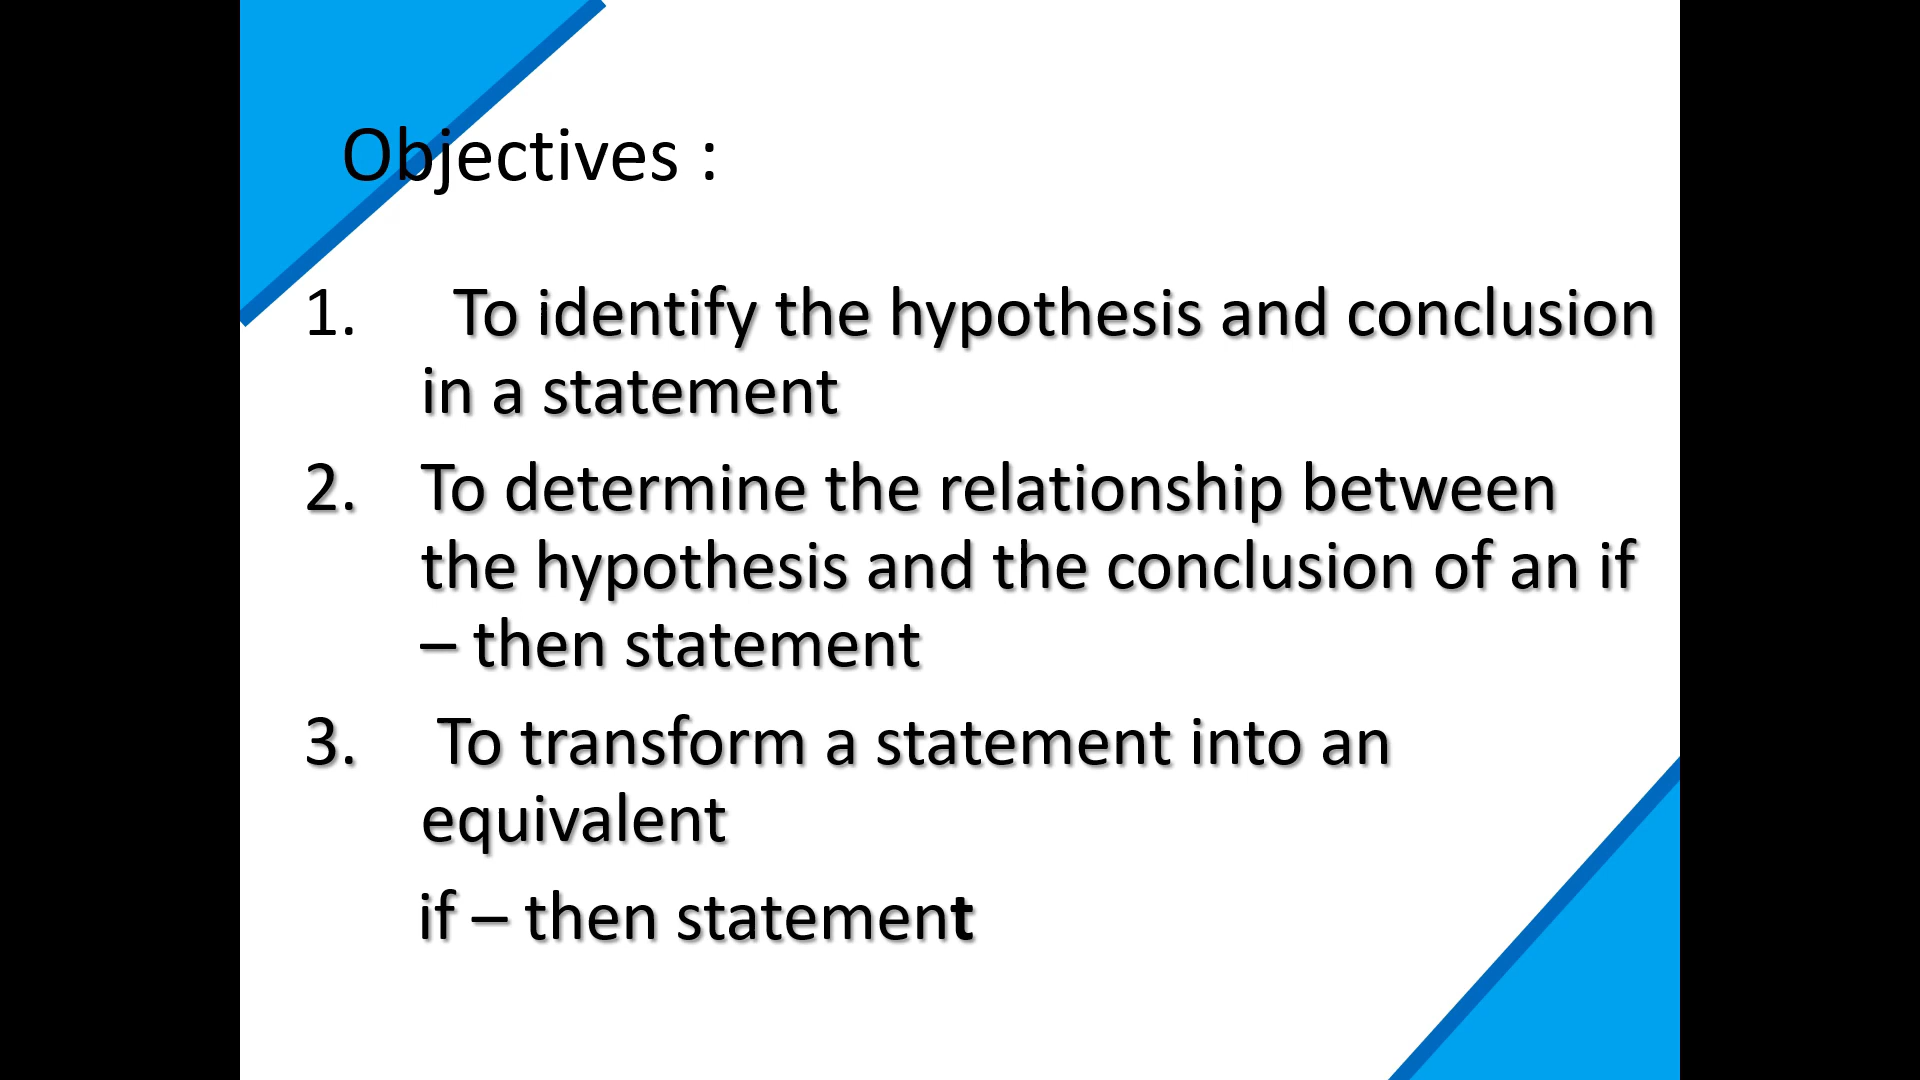 Objectives :
1. To identify the hypothesis and conclusion
in a statement
2. To determine the relationship between
the hypothesis and the conclusion of an if
– then statement
3. To transform a statement into an
equivalent
if – then statement